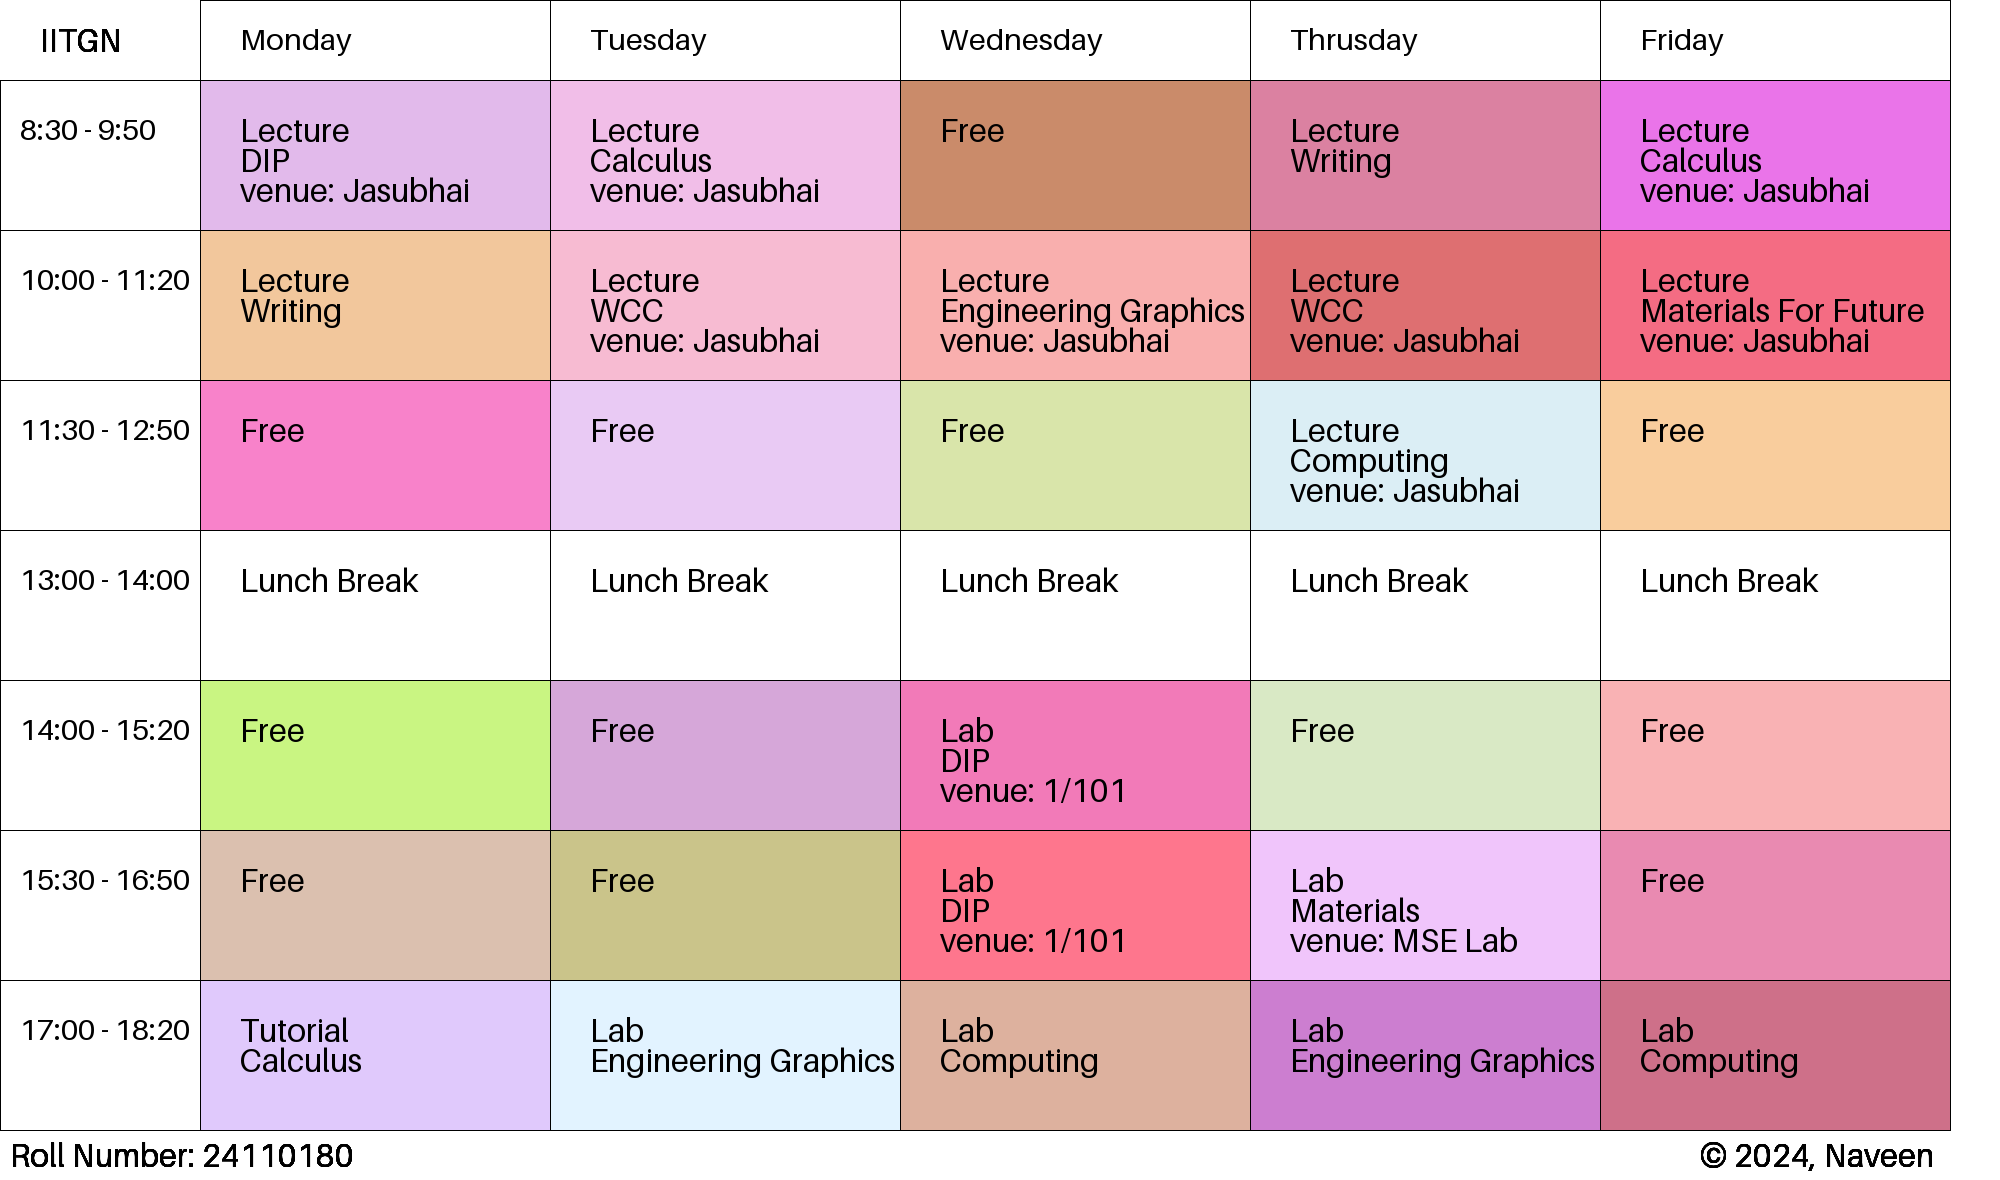 IITGN Monday Tuesday Wednesday Thrusday Friday
8:30 - 9:50
Lecture
DIP
venue: Jasubhai
Lecture
Calculus
venue: Jasubhai
Free
Lecture
Writing
Lecture
Calculus
venue: Jasubhai
10:00 - 11:20
Lecture
Writing
Lecture
WCC
venue: Jasubhai
Lecture
Engineering Graphics
venue: Jasubhai
Lecture
WCC
venue: Jasubhai
Lecture
Materials For Future
venue: Jasubhai
11:30 - 12:50
Free
Free
Free
Lecture
Computing
venue: Jasubhai
Free
13:00 - 14:00
Lunch Break
Lunch Break
Lunch Break
Lunch Break
Lunch Break
14:00 - 15:20
Free
Free
Lab
DIP
venue: 1/101
Free
Free
15:30 - 16:50
Free
Free
Lab
DIP
venue: 1/101
Lab
Materials
venue: MSE Lab
Free
17:00 - 18:20
Tutorial
Calculus
Lab
Engineering Graphics
Lab
Computing
Lab
Engineering Graphics
Lab
Computing
Roll Number: 24110180
© 2024, Naveen